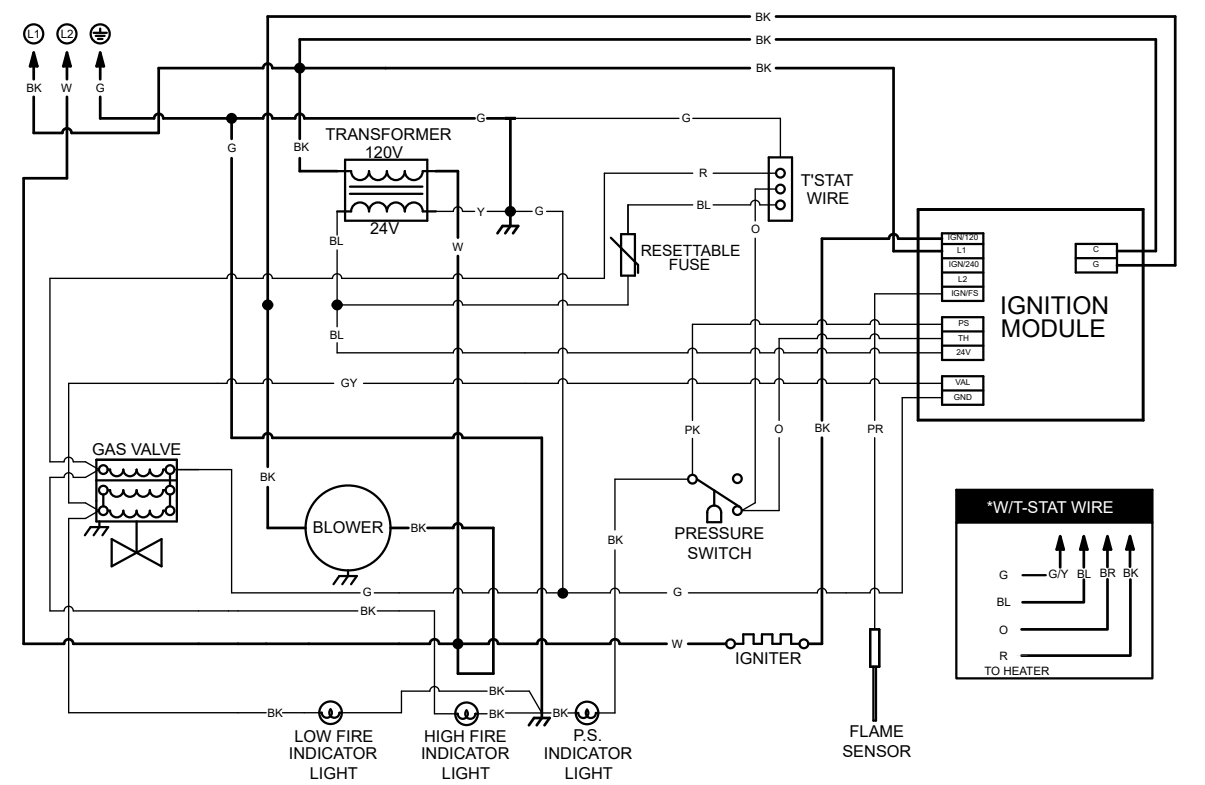 BK
L1
L2
BK
BK
BK
W
G
G
G
TRANSFORMER
120V
G
BK
R
T'STAT
WIRE
BL
Y
G
24V
O
BL
W
RESETTABLE
FUSE
IGN/120
L1
IGN/240
L2
IGN/FS
C
G
IGNITION
MODULE
PS
TH
24V
BL
GY
VAL
GND
PK
O
BK
PR
GAS VALVE
BK
BLOWER
BK
PRESSURE
SWITCH
BK
*W/T-STAT WIRE
G
G/Y
BL
BR
BK
BL
O
R
TO HEATER
G
G
BK
W
IGNITER
BK
BK
BK
BK
LOW FIRE
INDICATOR
LIGHT
HIGH FIRE
INDICATOR
LIGHT
P.S.
INDICATOR
LIGHT
FLAME
SENSOR